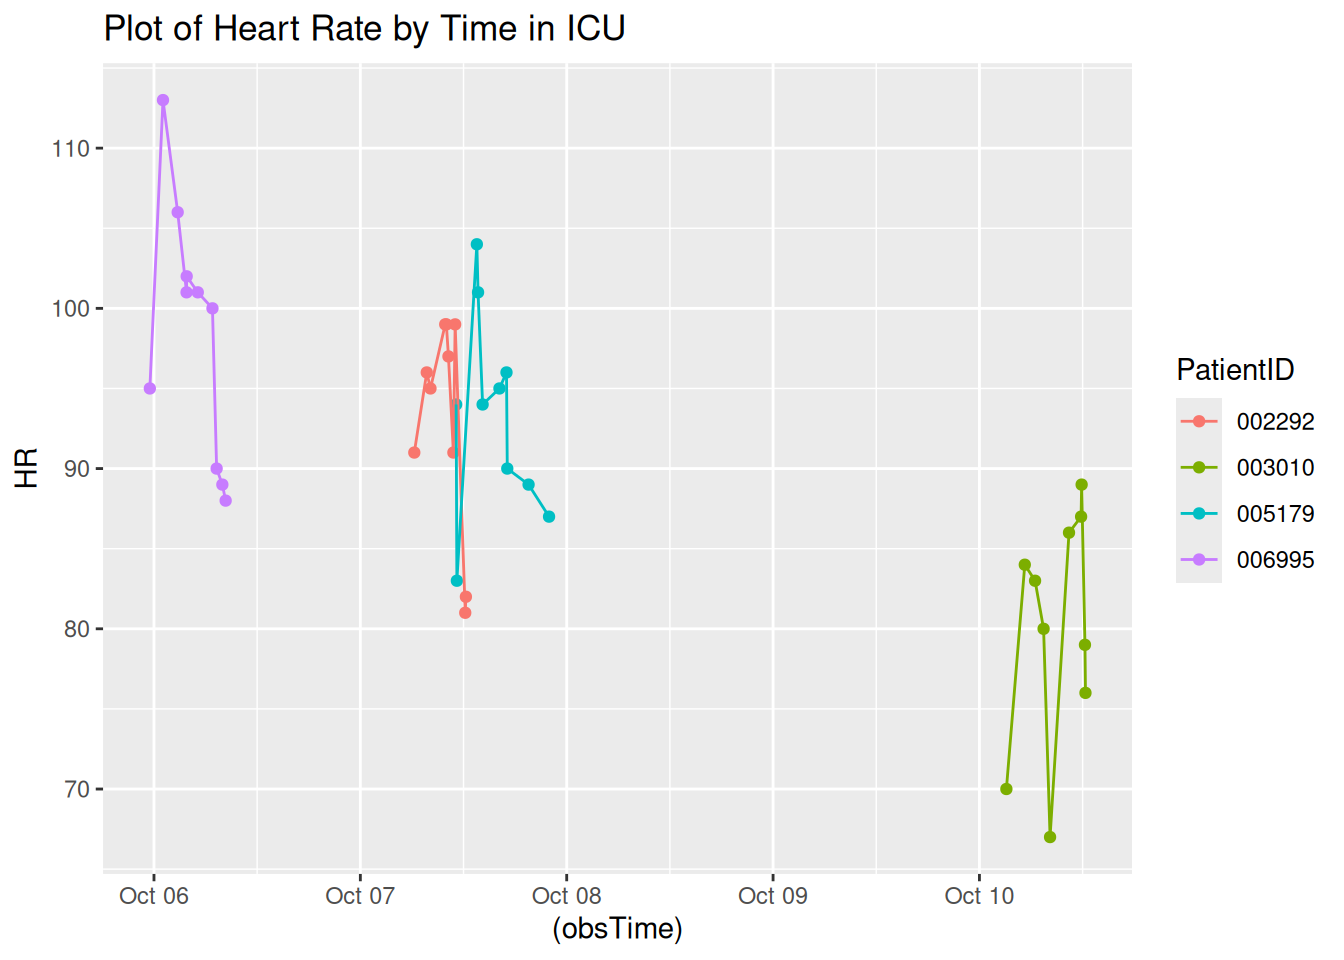 Plot of Heart Rate by Time in ICU
110
100
90
80
70
HR
Oct 06 Oct 07 Oct 08 Oct 09 Oct 10
(obsTime)
PatientID
002292
003010
005179
006995